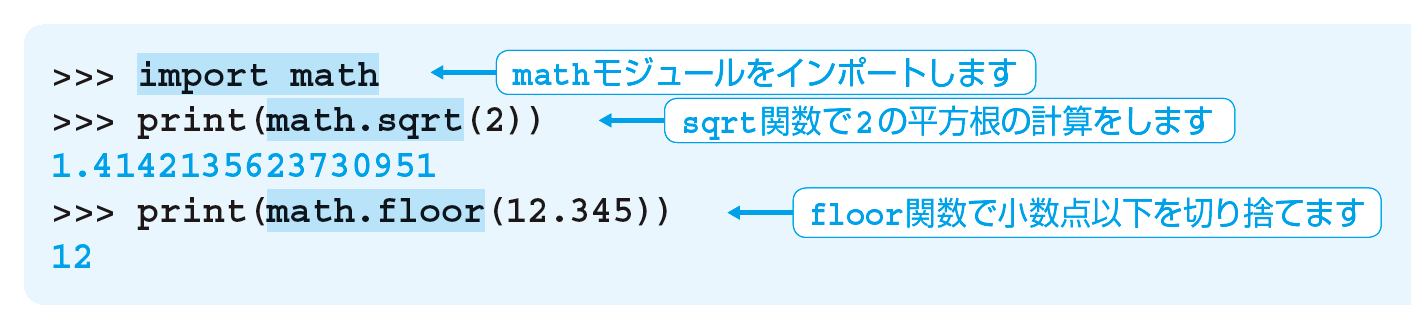 >>> import math mathモジュールをインポートします
>>> print(math.sqrt(2)) sqrt関数で2の平方根の計算をします
1.4142135623730951
>>> print(math.floor(12.345)) floor関数で小数点以下を切り捨てます
12